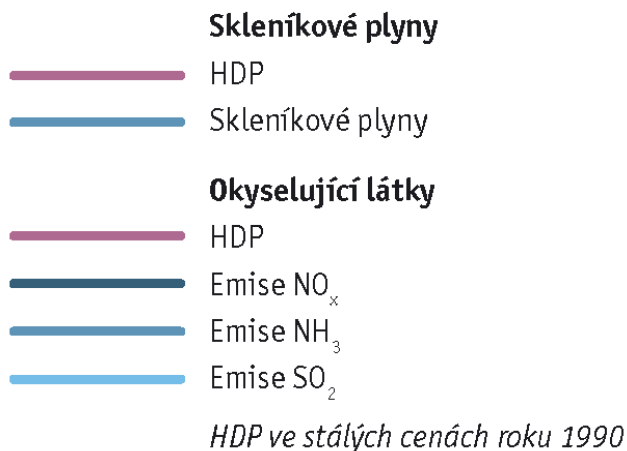 Skleníkové plyny
HDP
Skleníkové plyny
Okyselující látky
HDP
Emise NOₓ
Emise NH₃
Emise SO₂
HDP ve stálých cenách roku 1990